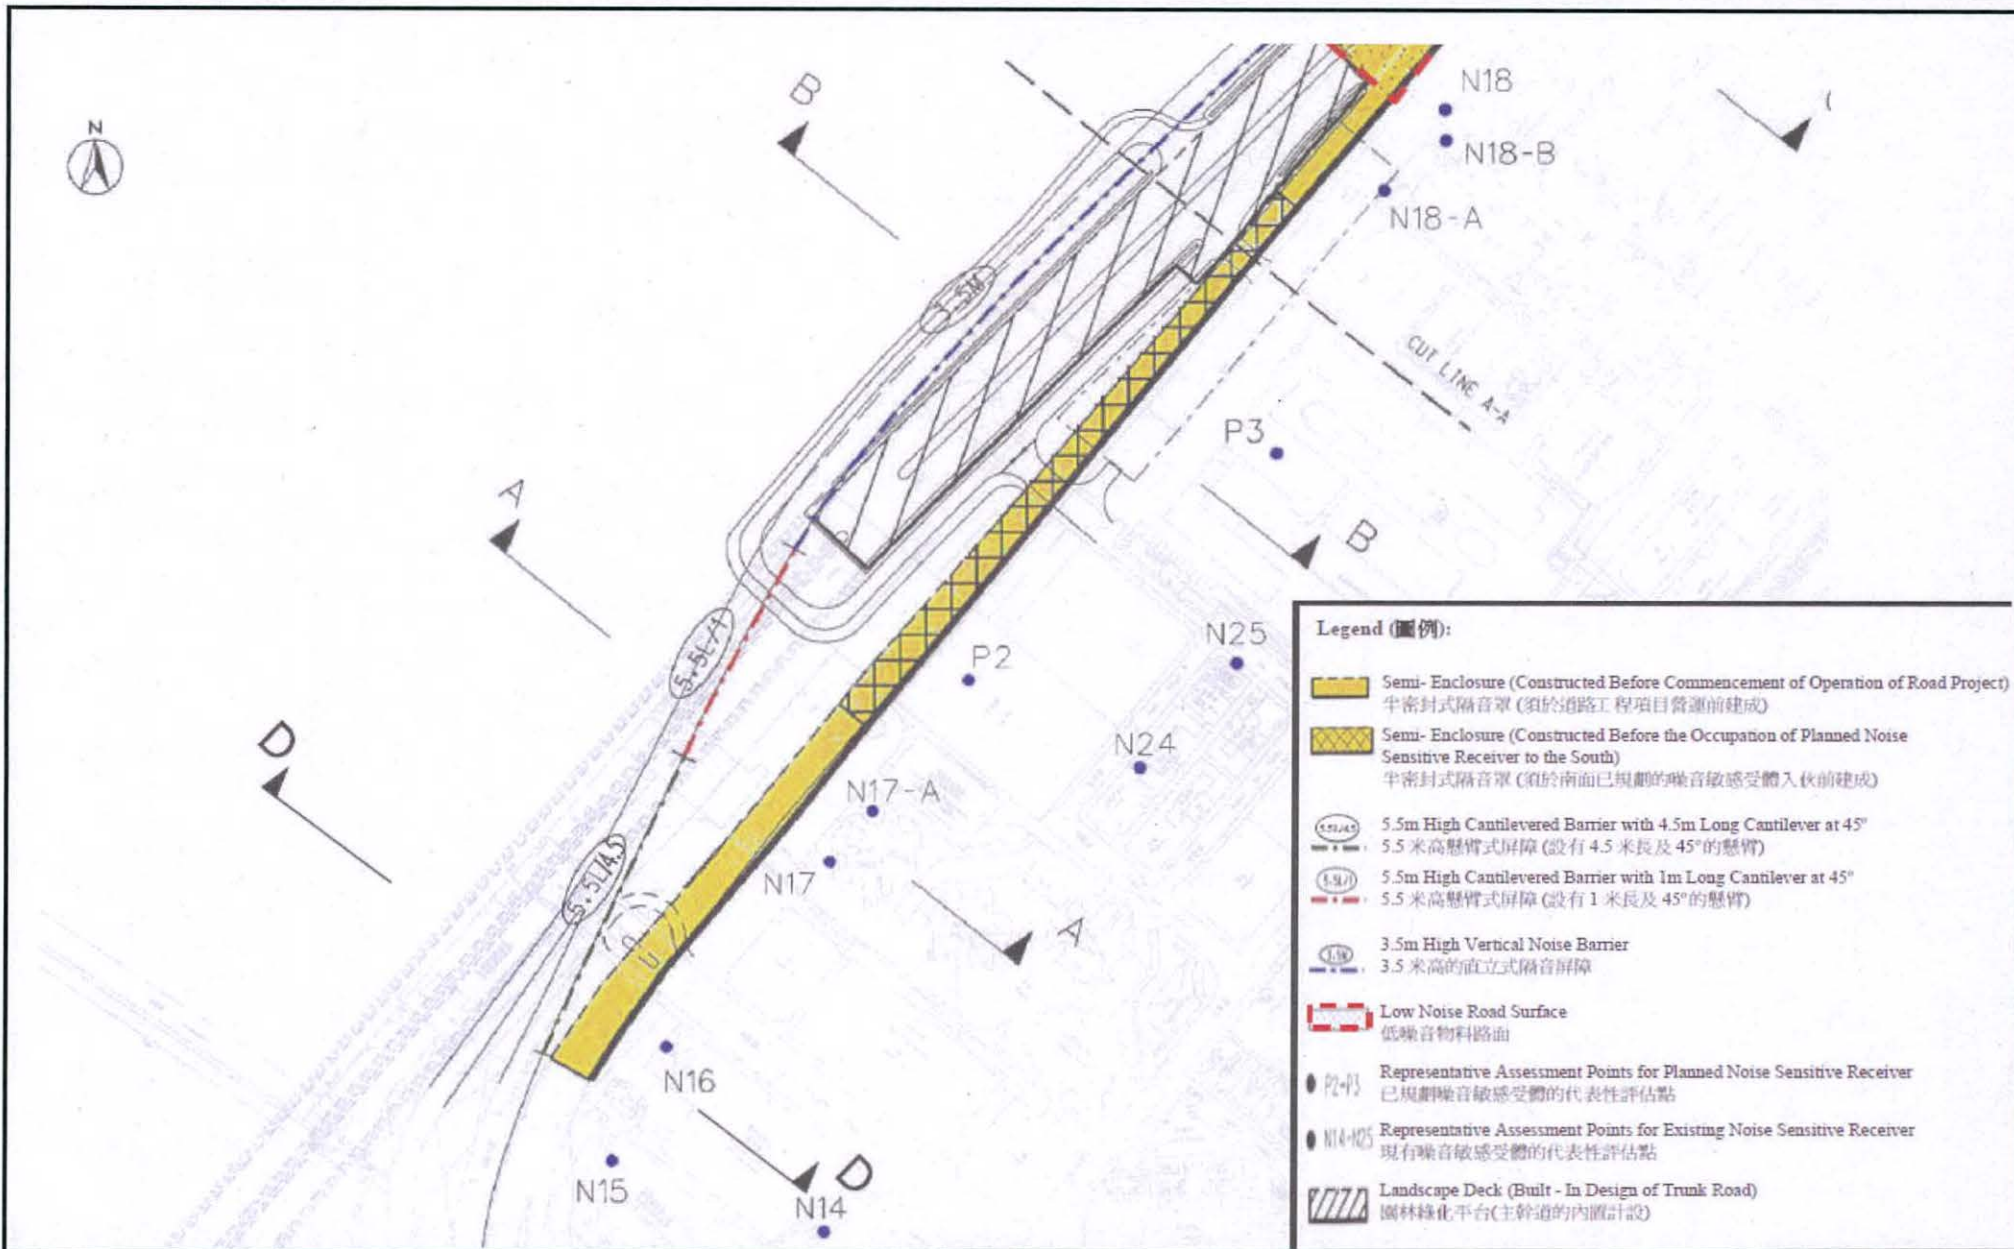 N
B
N18
N18-B
N18-A
3.5M
CUT LINE A-A
P3
A
B
5.5L/1
P2
N25
D
N24
N17-A
5.5L/4.5
N17
A
N16
N15
D
N14
Legend (圖例):
Semi- Enclosure (Constructed Before Commencement of Operation of Road Project)
半密封式隔音罩 (須於道路工程項目營運前建成)
Semi- Enclosure (Constructed Before the Occupation of Planned Noise
Sensitive Receiver to the South)
半密封式隔音罩 (須於南面已規劃的噪音敏感受體入伙前建成)
5.5L/4.5
5.5m High Cantilevered Barrier with 4.5m Long Cantilever at 45°
5.5 米高懸臂式屏障 (設有 4.5 米長及 45°的懸臂)
5.5L/1
5.5m High Cantilevered Barrier with 1m Long Cantilever at 45°
5.5 米高懸臂式屏障 (設有 1 米長及 45°的懸臂)
3.5m High Vertical Noise Barrier
3.5 米高的直立式隔音屏障
Low Noise Road Surface
低噪音物料路面
P2-P3
Representative Assessment Points for Planned Noise Sensitive Receiver
已規劃噪音敏感受體的代表性評估點
N14-N25
Representative Assessment Points for Existing Noise Sensitive Receiver
現有噪音敏感受體的代表性評估點
Landscape Deck (Built - In Design of Trunk Road)
園林綠化平台(主幹道的內置計設)